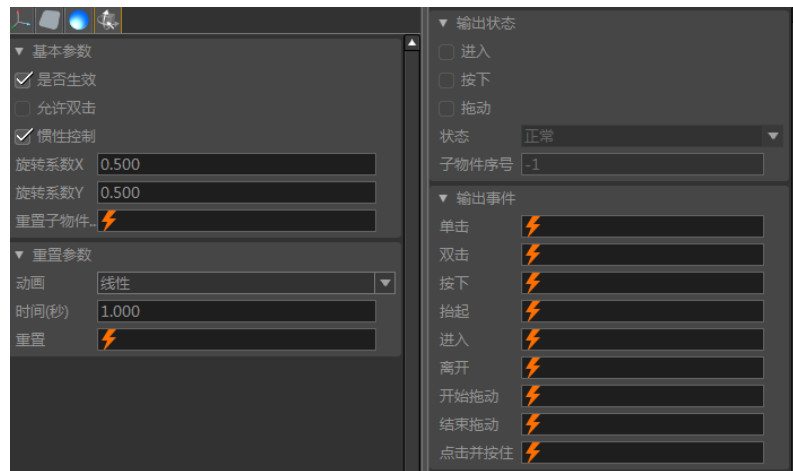 基本参数
是否生效
允许双击
惯性控制
旋转系数X 0.500
旋转系数Y 0.500
重置子物件..
重置参数
动画 线性
时间(秒) 1.000
重置
输出状态
进入
按下
拖动
状态 正常
子物件序号 -1
输出事件
单击
双击
按下
抬起
进入
离开
开始拖动
结束拖动
点击并按住